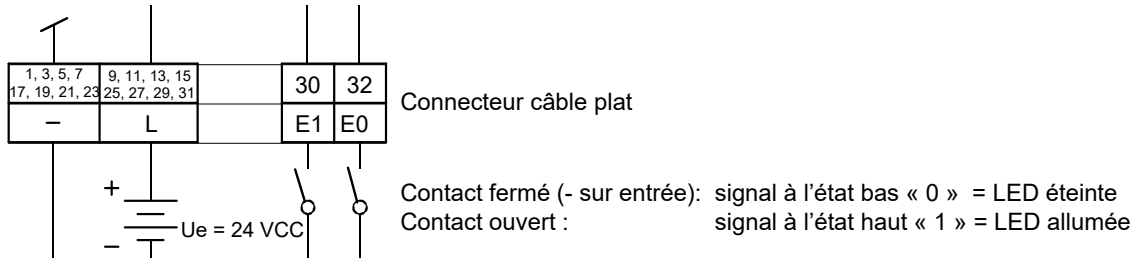 1, 3, 5, 7
17, 19, 21, 23
9, 11, 13, 15
25, 27, 29, 31
30
32
Connecteur câble plat
–
L
E1
E0
+
Ue = 24 VCC
–
Contact fermé (- sur entrée): signal à l’état bas « 0 » = LED éteinte
Contact ouvert : signal à l’état haut « 1 » = LED allumée